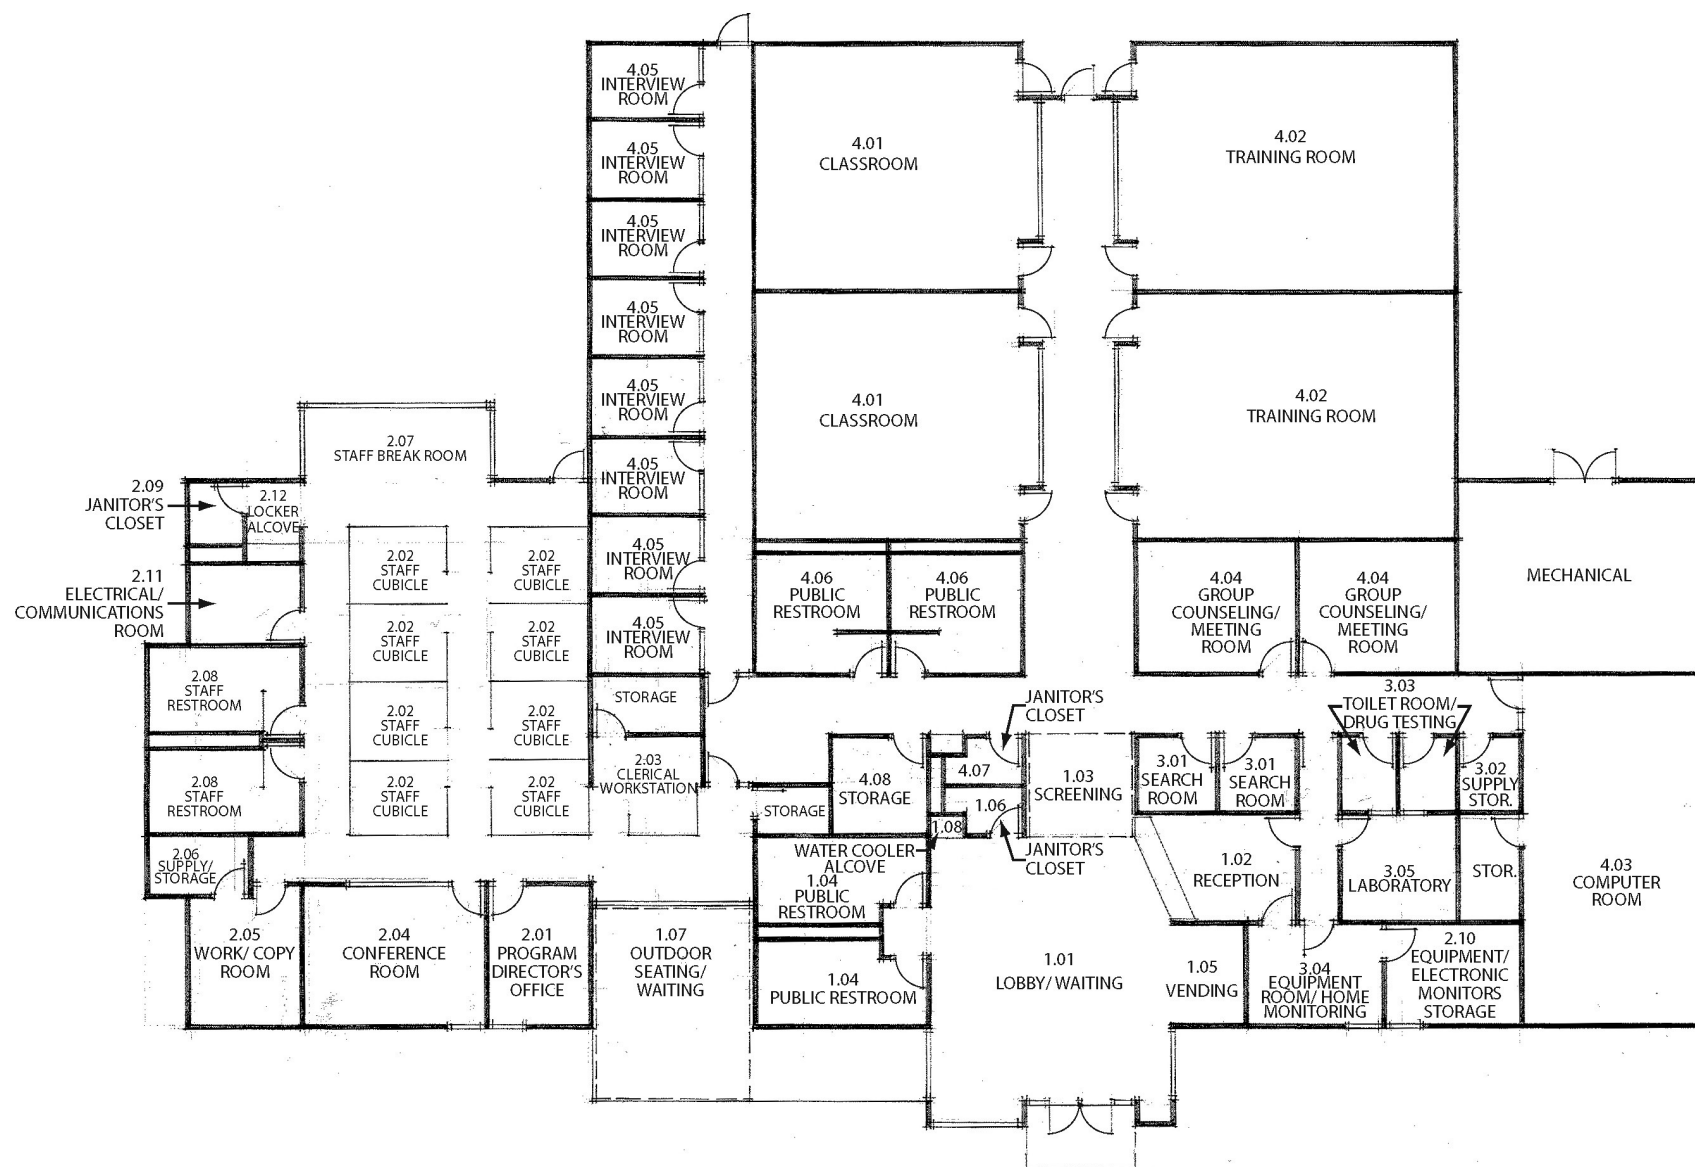 4.05
INTERVIEW
ROOM
4.05
INTERVIEW
ROOM
4.05
INTERVIEW
ROOM
4.05
INTERVIEW
ROOM
4.05
INTERVIEW
ROOM
4.05
INTERVIEW
ROOM
4.05
INTERVIEW
ROOM
4.05
INTERVIEW
ROOM
4.01
CLASSROOM
4.02
TRAINING ROOM
4.01
CLASSROOM
4.02
TRAINING ROOM
2.07
STAFF BREAK ROOM
2.09
JANITOR'S
CLOSET
2.12
LOCKER
ALCOVE
2.11
ELECTRICAL/
COMMUNICATIONS
ROOM
2.02
STAFF
CUBICLE
2.02
STAFF
CUBICLE
2.02
STAFF
CUBICLE
2.02
STAFF
CUBICLE
2.02
STAFF
CUBICLE
2.02
STAFF
CUBICLE
2.02
STAFF
CUBICLE
2.02
STAFF
CUBICLE
2.08
STAFF
RESTROOM
2.08
STAFF
RESTROOM
2.06
SUPPLY/
STORAGE
STORAGE
2.03
CLERICAL
WORKSTATION
4.06
PUBLIC
RESTROOM
4.06
PUBLIC
RESTROOM
4.04
GROUP
COUNSELING/
MEETING
ROOM
4.04
GROUP
COUNSELING/
MEETING
ROOM
MECHANICAL
JANITOR'S
CLOSET
3.03
TOILET ROOM/
DRUG TESTING
STORAGE
4.08
STORAGE
4.07
1.06
1.08
1.03
SCREENING
3.01
SEARCH
ROOM
3.01
SEARCH
ROOM
3.02
SUPPLY
STOR.
WATER COOLER
ALCOVE
JANITOR'S
CLOSET
1.04
PUBLIC
RESTROOM
1.02
RECEPTION
3.05
LABORATORY
STOR.
4.03
COMPUTER
ROOM
2.05
WORK/ COPY
ROOM
2.04
CONFERENCE
ROOM
2.01
PROGRAM
DIRECTOR'S
OFFICE
1.07
OUTDOOR
SEATING/
WAITING
1.04
PUBLIC RESTROOM
1.01
LOBBY/ WAITING
1.05
VENDING
3.04
EQUIPMENT
ROOM/ HOME
MONITORING
2.10
EQUIPMENT/
ELECTRONIC
MONITORS
STORAGE